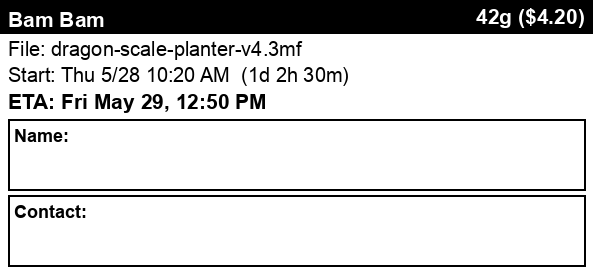 Bam Bam 42g ($4.20)
File: dragon-scale-planter-v4.3mf
Start: Thu 5/28 10:20 AM (1d 2h 30m)
ETA: Fri May 29, 12:50 PM
Name:
Contact: